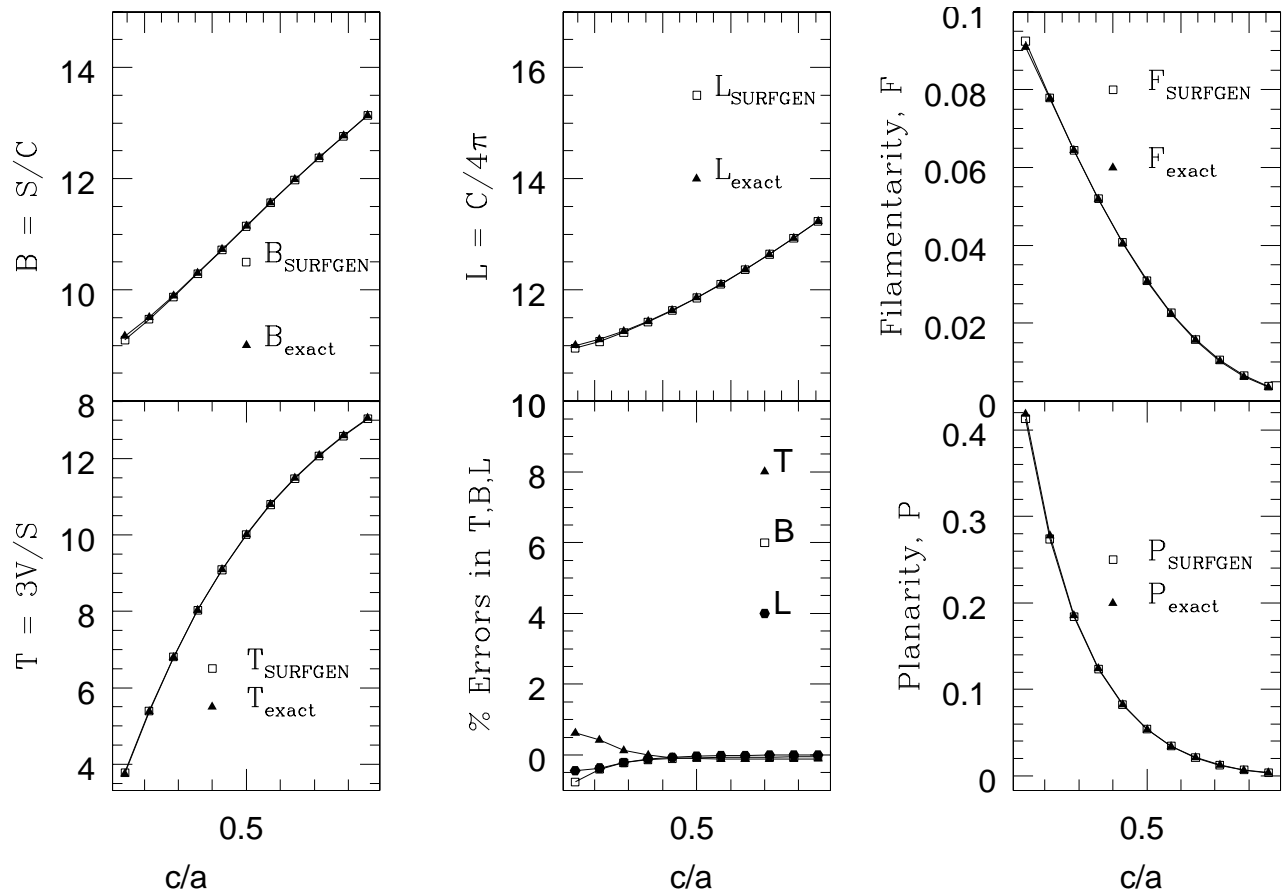 B = S/C
14
12
10
8
B_SURFGEN
B_exact
L = C/4π
16
14
12
10
L_SURFGEN
L_exact
Filamentarity, F
0.1
0.08
0.06
0.04
0.02
0
F_SURFGEN
F_exact
T = 3V/S
12
10
8
6
4
T_SURFGEN
T_exact
0.5
c/a
% Errors in T,B,L
10
8
6
4
2
0
T
B
L
0.5
c/a
Planarity, P
0.4
0.3
0.2
0.1
0
P_SURFGEN
P_exact
0.5
c/a